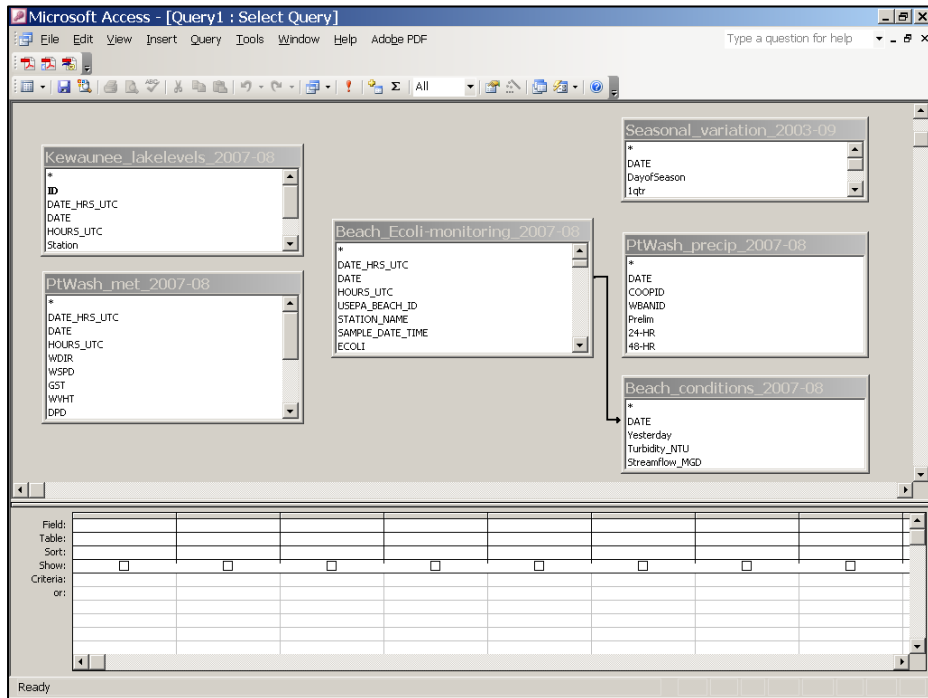 Microsoft Access - [Query1 : Select Query]
File Edit View Insert Query Tools Window Help Adobe PDF Type a question for help
All
Kewaunee_lakelevels_2007-08
*
ID
DATE_HRS_UTC
DATE
HOURS_UTC
Station
PtWash_met_2007-08
*
DATE_HRS_UTC
DATE
HOURS_UTC
WDIR
WSPD
GST
WVHT
DPD
Beach_Ecoli-monitoring_2007-08
*
DATE_HRS_UTC
DATE
HOURS_UTC
USEPA_BEACH_ID
STATION_NAME
SAMPLE_DATE_TIME
ECOLI
Seasonal_variation_2003-09
*
DATE
DayofSeason
1qtr
PtWash_precip_2007-08
*
DATE
COOPID
WBANID
Prelim
24-HR
48-HR
Beach_conditions_2007-08
*
DATE
Yesterday
Turbidity_NTU
Streamflow_MGD
Field:
Table:
Sort:
Show:
Criteria:
or:
Ready